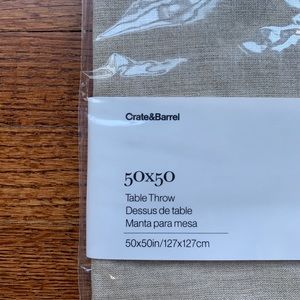 Crate&Barrel
50x50
Table Throw
Dessus de table
Manta para mesa
50x50in/127x127cm